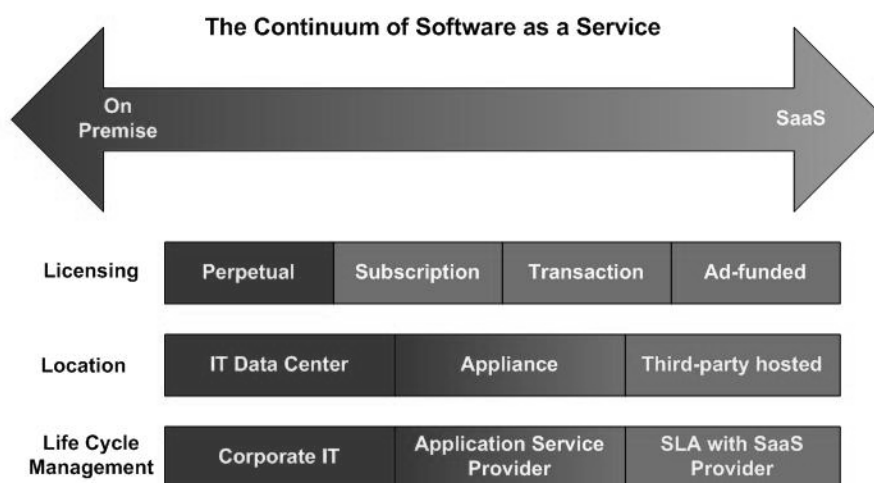 The Continuum of Software as a Service
On
Premise
SaaS
Licensing
Perpetual
Subscription
Transaction
Ad-funded
Location
IT Data Center
Appliance
Third-party hosted
Life Cycle
Management
Corporate IT
Application Service
Provider
SLA with SaaS
Provider